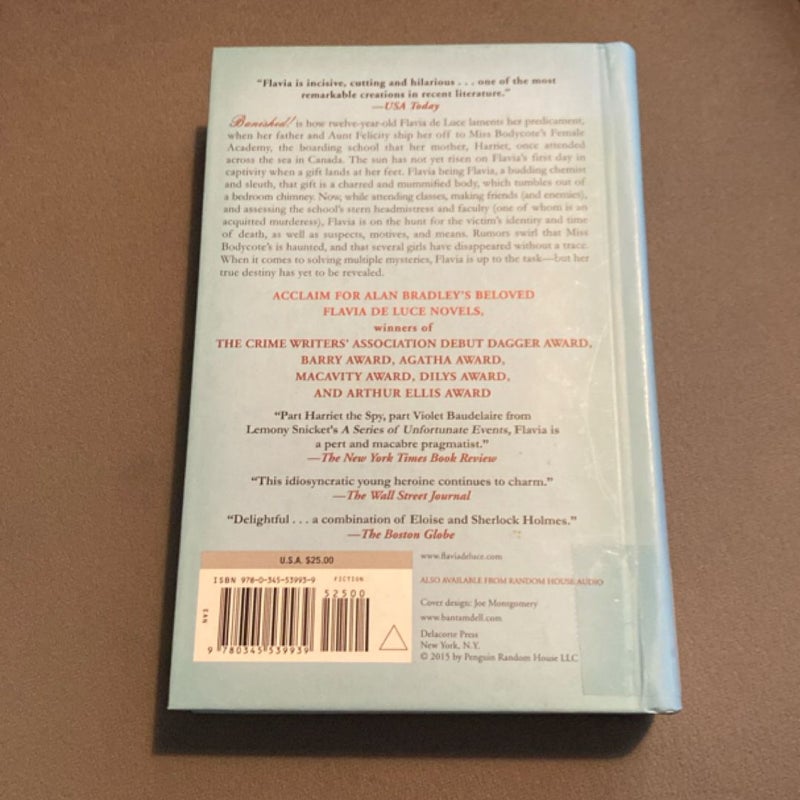 “Flavia is incisive, cutting and hilarious . . . one of the most
remarkable creations in recent literature.”
—USA Today
Banished! is how twelve-year-old Flavia de Luce laments her predicament,
when her father and Aunt Felicity ship her off to Miss Bodycote’s Female
Academy, the boarding school that her mother, Harriet, once attended
across the sea in Canada. The sun has not yet risen on Flavia’s first day in
captivity when a gift lands at her feet. Flavia being Flavia, a budding chemist
and sleuth, that gift is a charred and mummified body, which tumbles out of
a bedroom chimney. Now, while attending classes, making friends (and enemies),
and assessing the school’s stern headmistress and faculty (one of whom is an
acquitted murderess), Flavia is on the hunt for the victim’s identity and time
of death, as well as suspects, motives, and means. Rumors swirl that Miss
Bodycote’s is haunted, and that several girls have disappeared without a trace.
When it comes to solving multiple mysteries, Flavia is up to the task—but her
true destiny has yet to be revealed.
ACCLAIM FOR ALAN BRADLEY’S BELOVED
FLAVIA DE LUCE NOVELS,
winners of
THE CRIME WRITERS’ ASSOCIATION DEBUT DAGGER AWARD,
BARRY AWARD, AGATHA AWARD,
MACAVITY AWARD, DILYS AWARD,
AND ARTHUR ELLIS AWARD
“Part Harriet the Spy, part Violet Baudelaire from
Lemony Snicket’s A Series of Unfortunate Events, Flavia is
a pert and macabre pragmatist.”
—The New York Times Book Review
“This idiosyncratic young heroine continues to charm.”
—The Wall Street Journal
“Delightful . . . a combination of Eloise and Sherlock Holmes.”
—The Boston Globe
U.S.A. $25.00
ISBN 978-0-345-53993-9 FICTION
52500
EAN
9 780345 539939
www.flaviadeluce.com
ALSO AVAILABLE FROM RANDOM HOUSE AUDIO
Cover design: Joe Montgomery
www.bantamdell.com
Delacorte Press
New York, N.Y.
© 2015 by Penguin Random House LLC